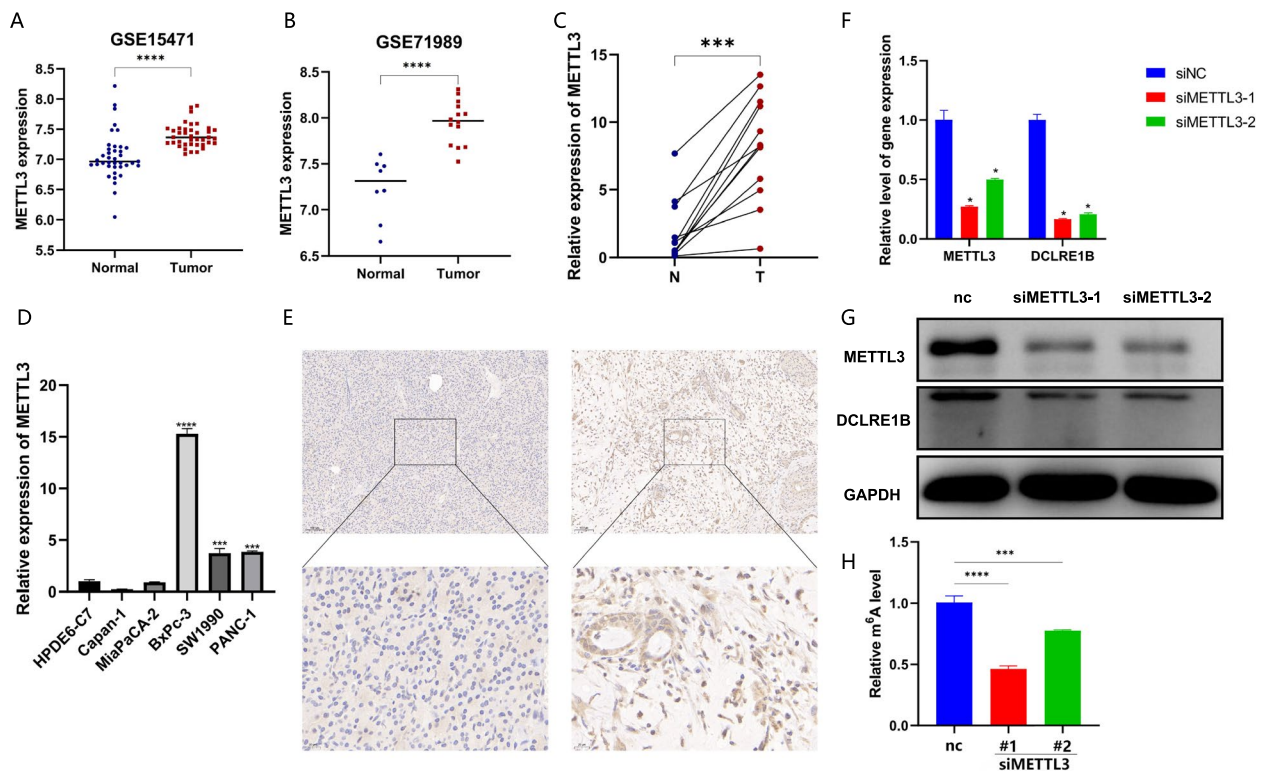 A
GSE15471
****
METTL3 expression
8.5
8.0
7.5
7.0
6.5
6.0
5.5
Normal
Tumor
B
GSE71989
****
METTL3 expression
8.5
8.0
7.5
7.0
6.5
Normal
Tumor
C
***
Relative expression of METTL3
15
10
5
0
N
T
F
Relative level of gene expression
1.5
1.0
0.5
0.0
*
*
*
*
METTL3
DCLRE1B
siNC
siMETTL3-1
siMETTL3-2
D
Relative expression of METTL3
20
15
10
5
0
****
***
***
HPDE6-C7
Capan-1
MiaPaCA-2
BxPc-3
SW1990
PANC-1
E
G
nc
siMETTL3-1
siMETTL3-2
METTL3
DCLRE1B
GAPDH
H
Relative m⁶A level
1.5
1.0
0.5
0.0
***
****
nc
#1
#2
siMETTL3